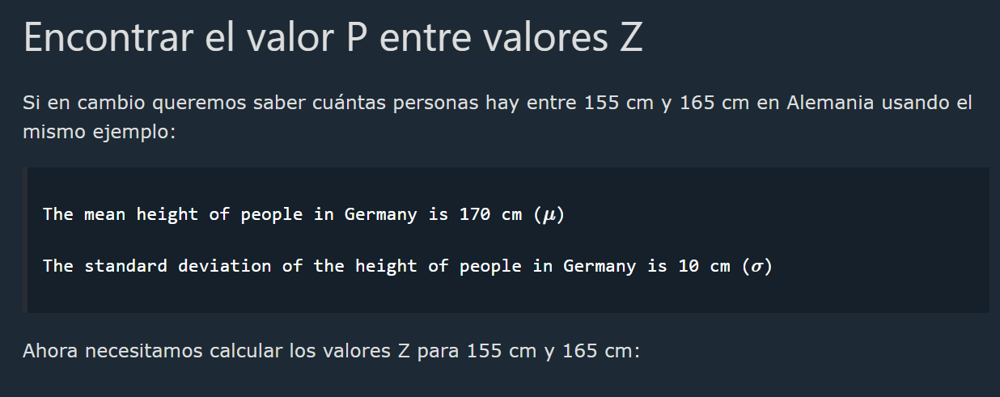 Encontrar el valor P entre valores Z
Si en cambio queremos saber cuántas personas hay entre 155 cm y 165 cm en Alemania usando el
mismo ejemplo:
The mean height of people in Germany is 170 cm (μ)
The standard deviation of the height of people in Germany is 10 cm (σ)
Ahora necesitamos calcular los valores Z para 155 cm y 165 cm: